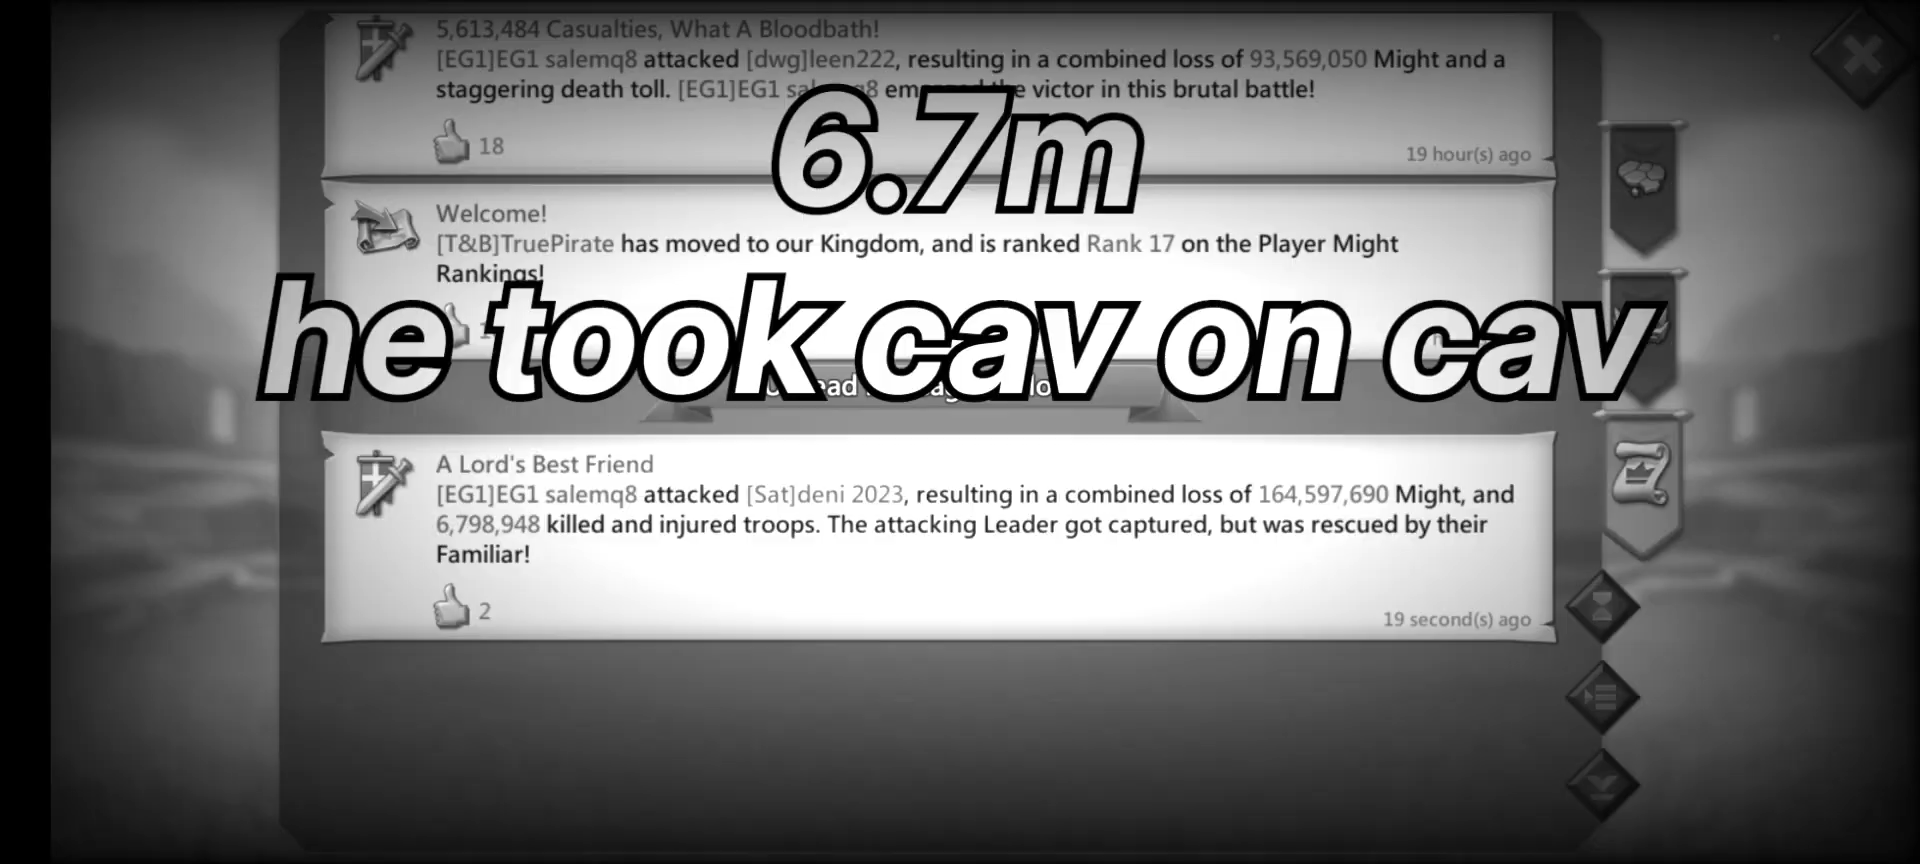 5,613,484 Casualties, What A Bloodbath!
[EG1]EG1 salemq8 attacked [dwg]leen222, resulting in a combined loss of 93,569,050 Might and a
staggering death toll. [EG1]EG1 the victor in this brutal battle!
18
19 hour(s) ago
6.7m
Welcome!
[T&B]TruePirate has moved to our Kingdom, and is ranked Rank 17 on the Player Might
Rankings!
he took cav on cav
A Lord's Best Friend
[EG1]EG1 salemq8 attacked [Sat]deni 2023, resulting in a combined loss of 164,597,690 Might, and
6,798,948 killed and injured troops. The attacking Leader got captured, but was rescued by their
Familiar!
2
19 second(s) ago